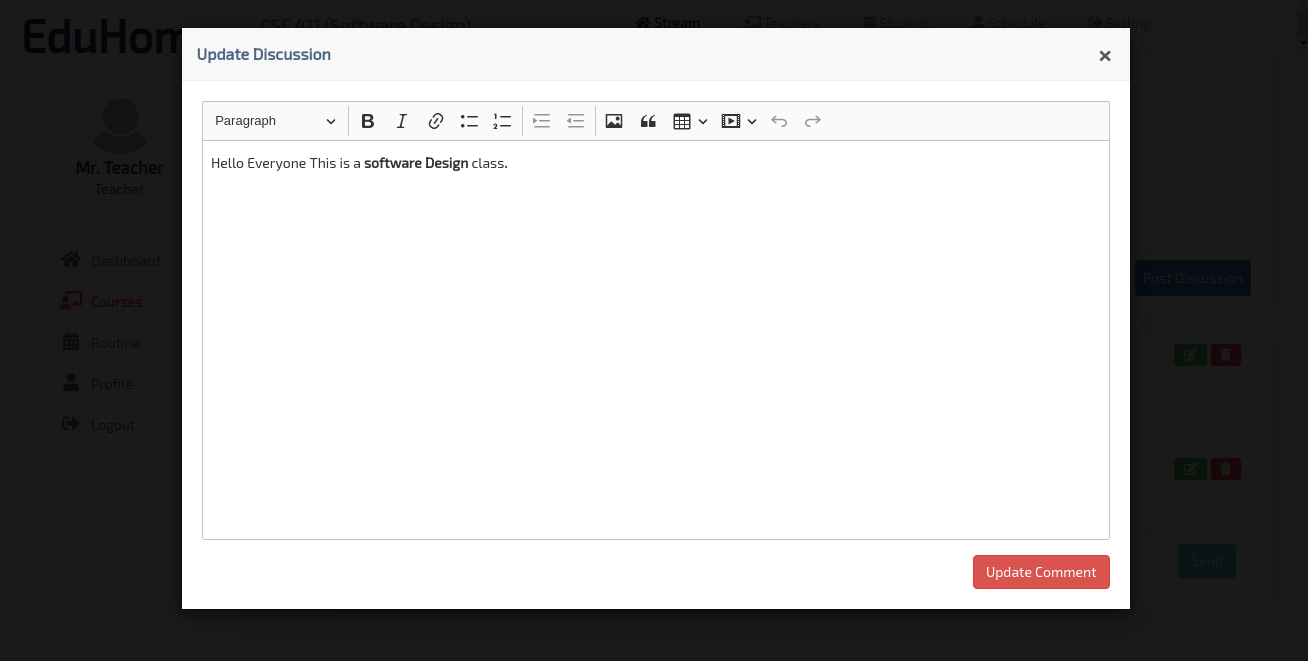 EduHom
CSE 411 (Software Design)
Stream
Teachers
Student
Schedule
Setting
Update Discussion
×
Mr. Teacher
Teacher
Dashboard
Courses
Routine
Profile
Logout
Paragraph
Hello Everyone This is a software Design class.
Post Discussion
Send
Update Comment